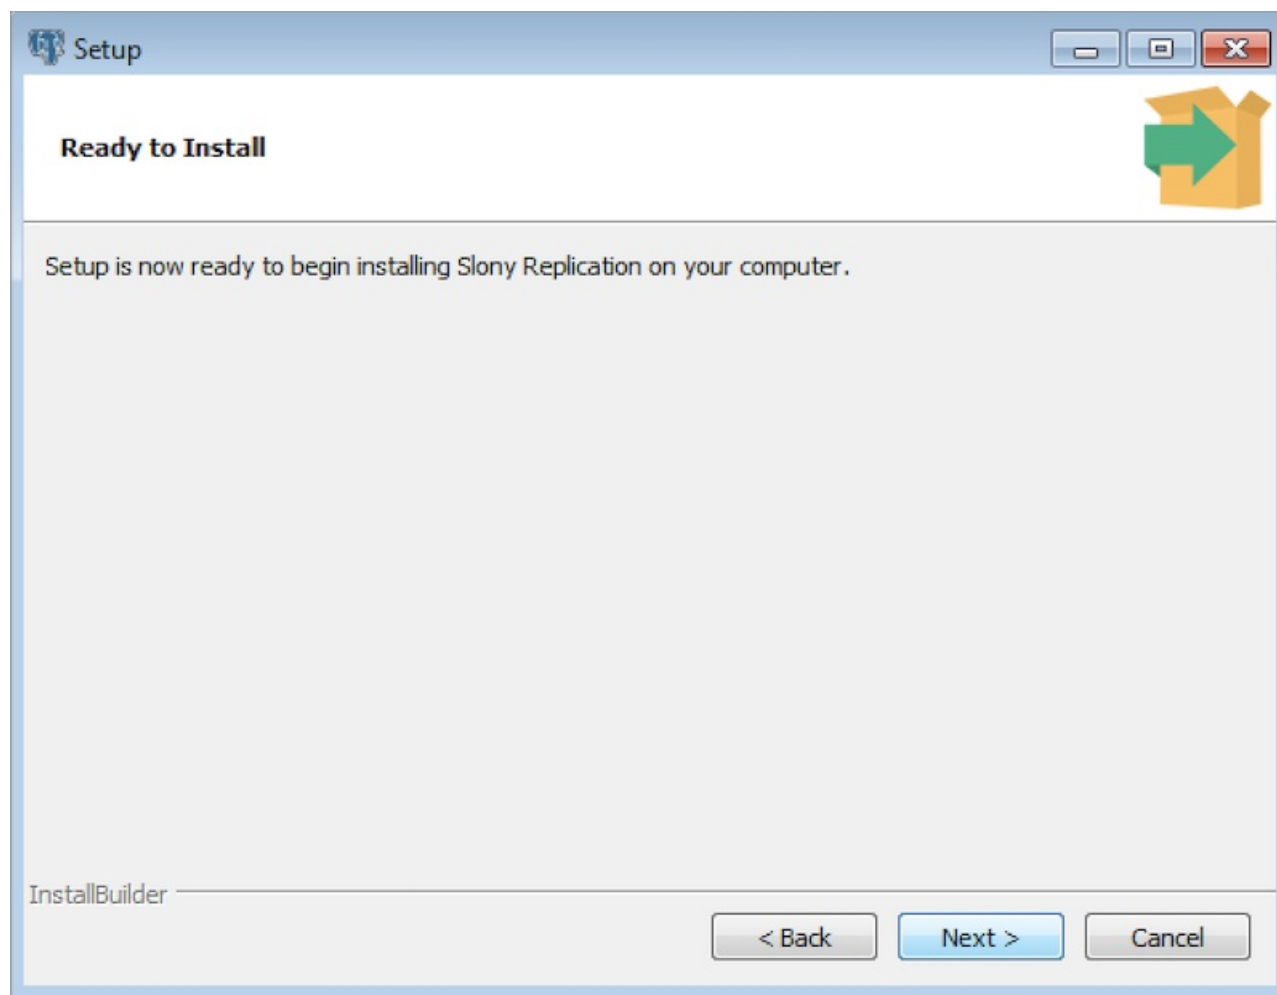 Setup
Ready to Install
Setup is now ready to begin installing Slony Replication on your computer.
InstallBuilder
< Back
Next >
Cancel